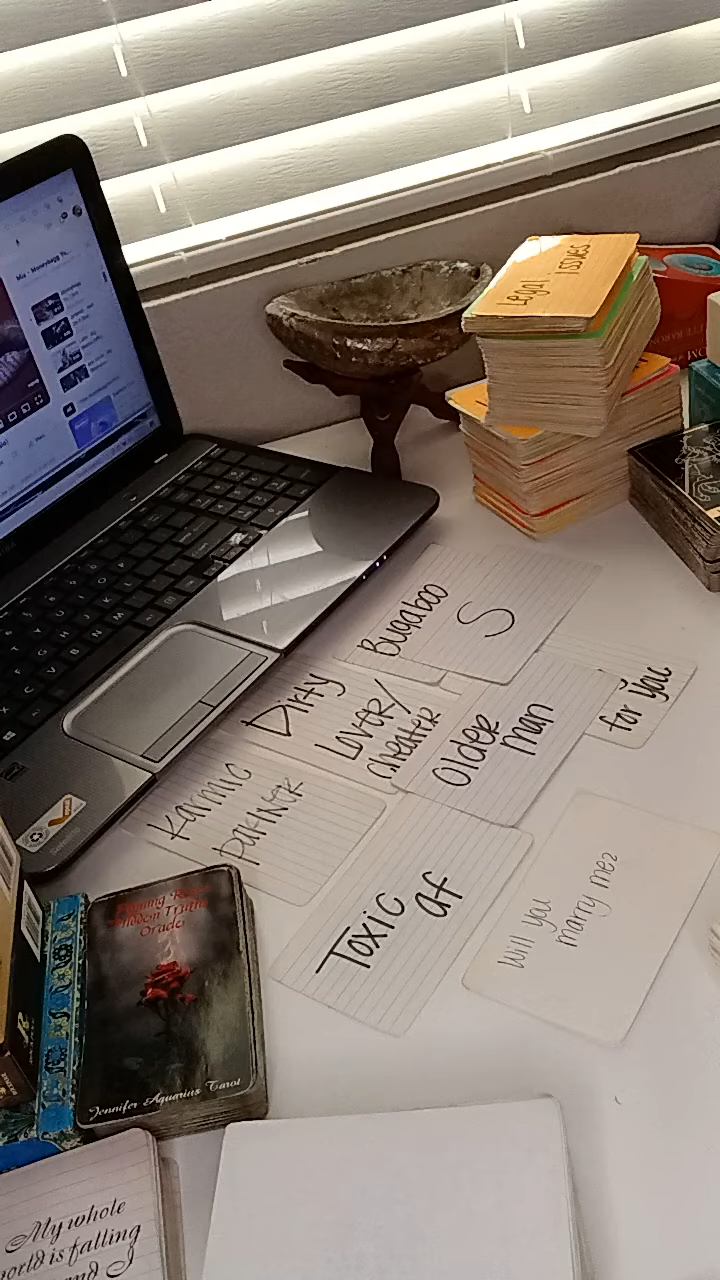 Legal issues
Bugaboo
S
for you
Dirty
Lover/
cheater
Older
man
Karmic
partner
Toxic
af
Will you
marry me?
Hidden Truths
Oracle
Jennifer Aquarius Tarot
My whole
world is falling
and I